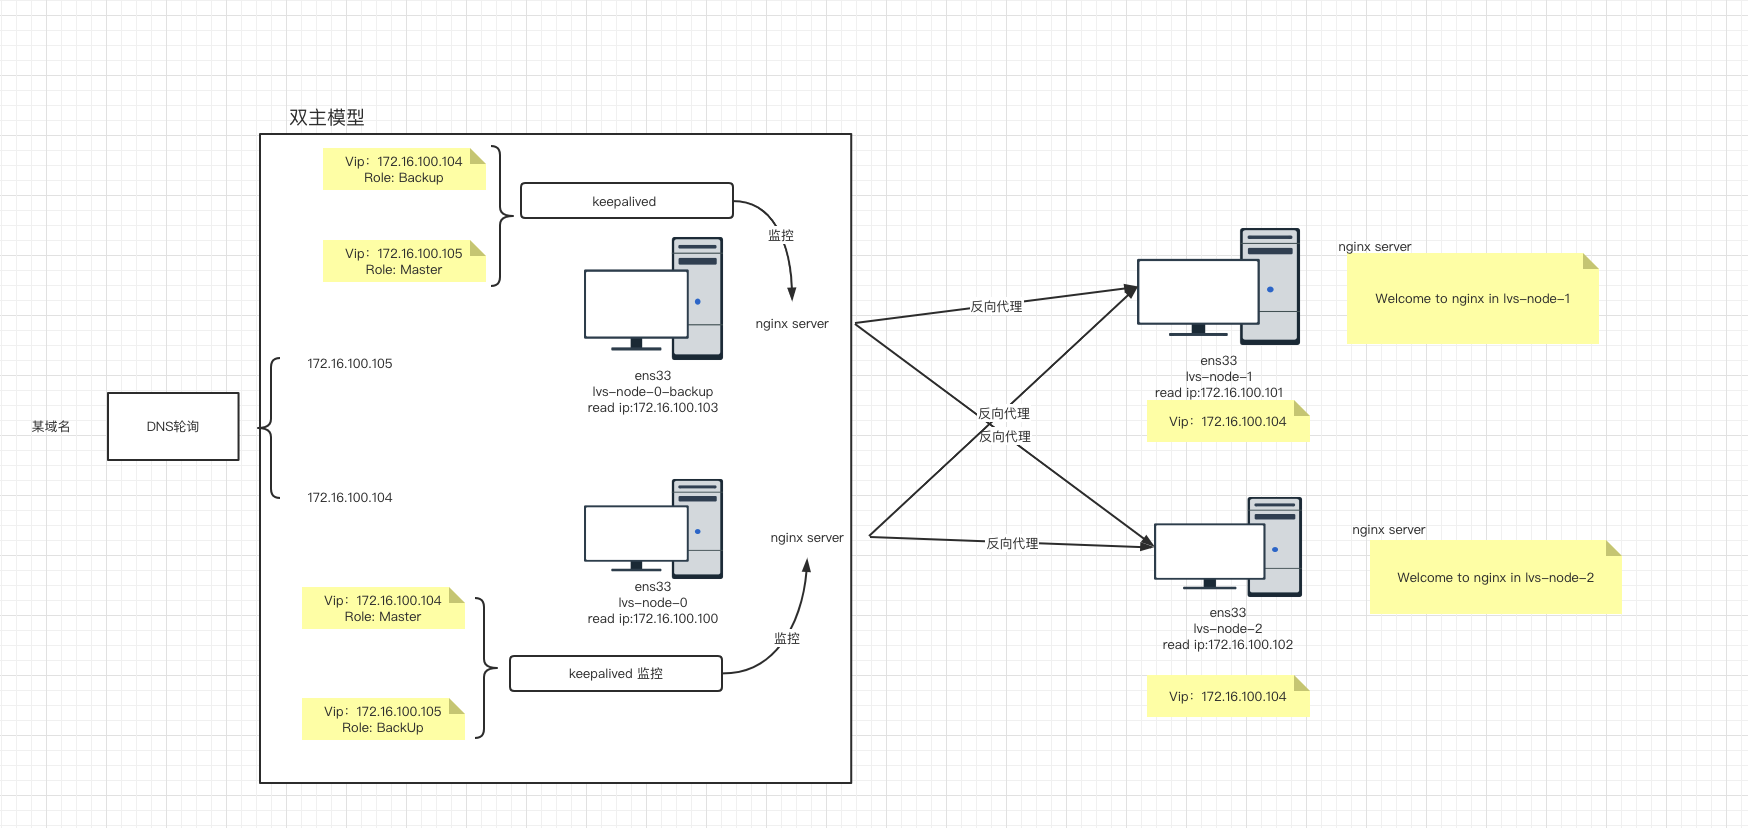 双主模型
Vip：172.16.100.104
Role: Backup
keepalived
监控
Vip：172.16.100.105
Role: Master
nginx server
ens33
lvs-node-0-backup
read ip:172.16.100.103
某域名
DNS轮询
172.16.100.105
172.16.100.104
nginx server
ens33
lvs-node-0
read ip:172.16.100.100
Vip：172.16.100.104
Role: Master
监控
keepalived 监控
Vip：172.16.100.105
Role: BackUp
反向代理
反向代理
反向代理
反向代理
nginx server
Welcome to nginx in lvs-node-1
ens33
lvs-node-1
read ip:172.16.100.101
Vip：172.16.100.104
nginx server
Welcome to nginx in lvs-node-2
ens33
lvs-node-2
read ip:172.16.100.102
Vip：172.16.100.104